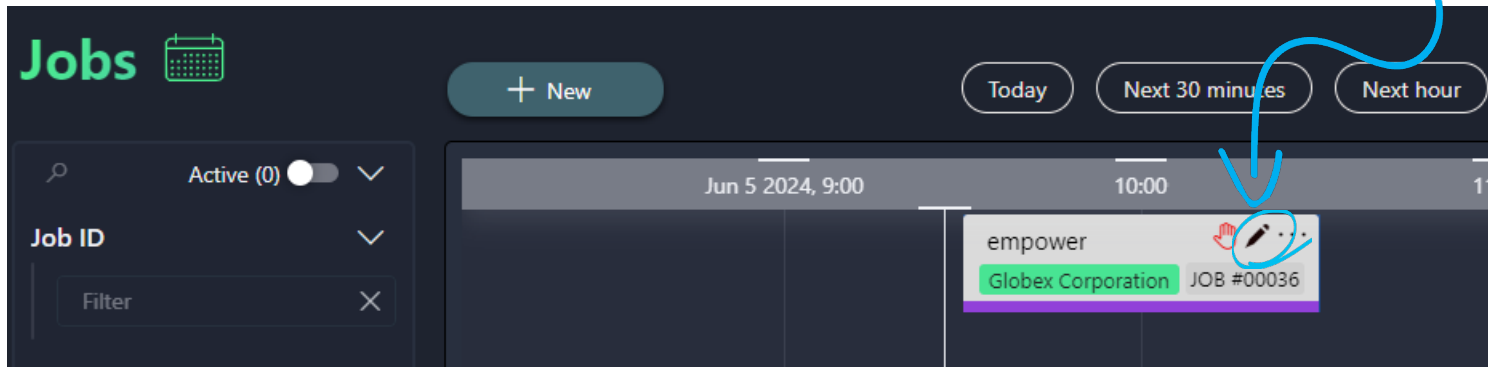 Jobs
+ New
Today
Next 30 minutes
Next hour
Active (0)
Jun 5 2024, 9:00
10:00
Job ID
Filter
empower
Globex Corporation
JOB #00036